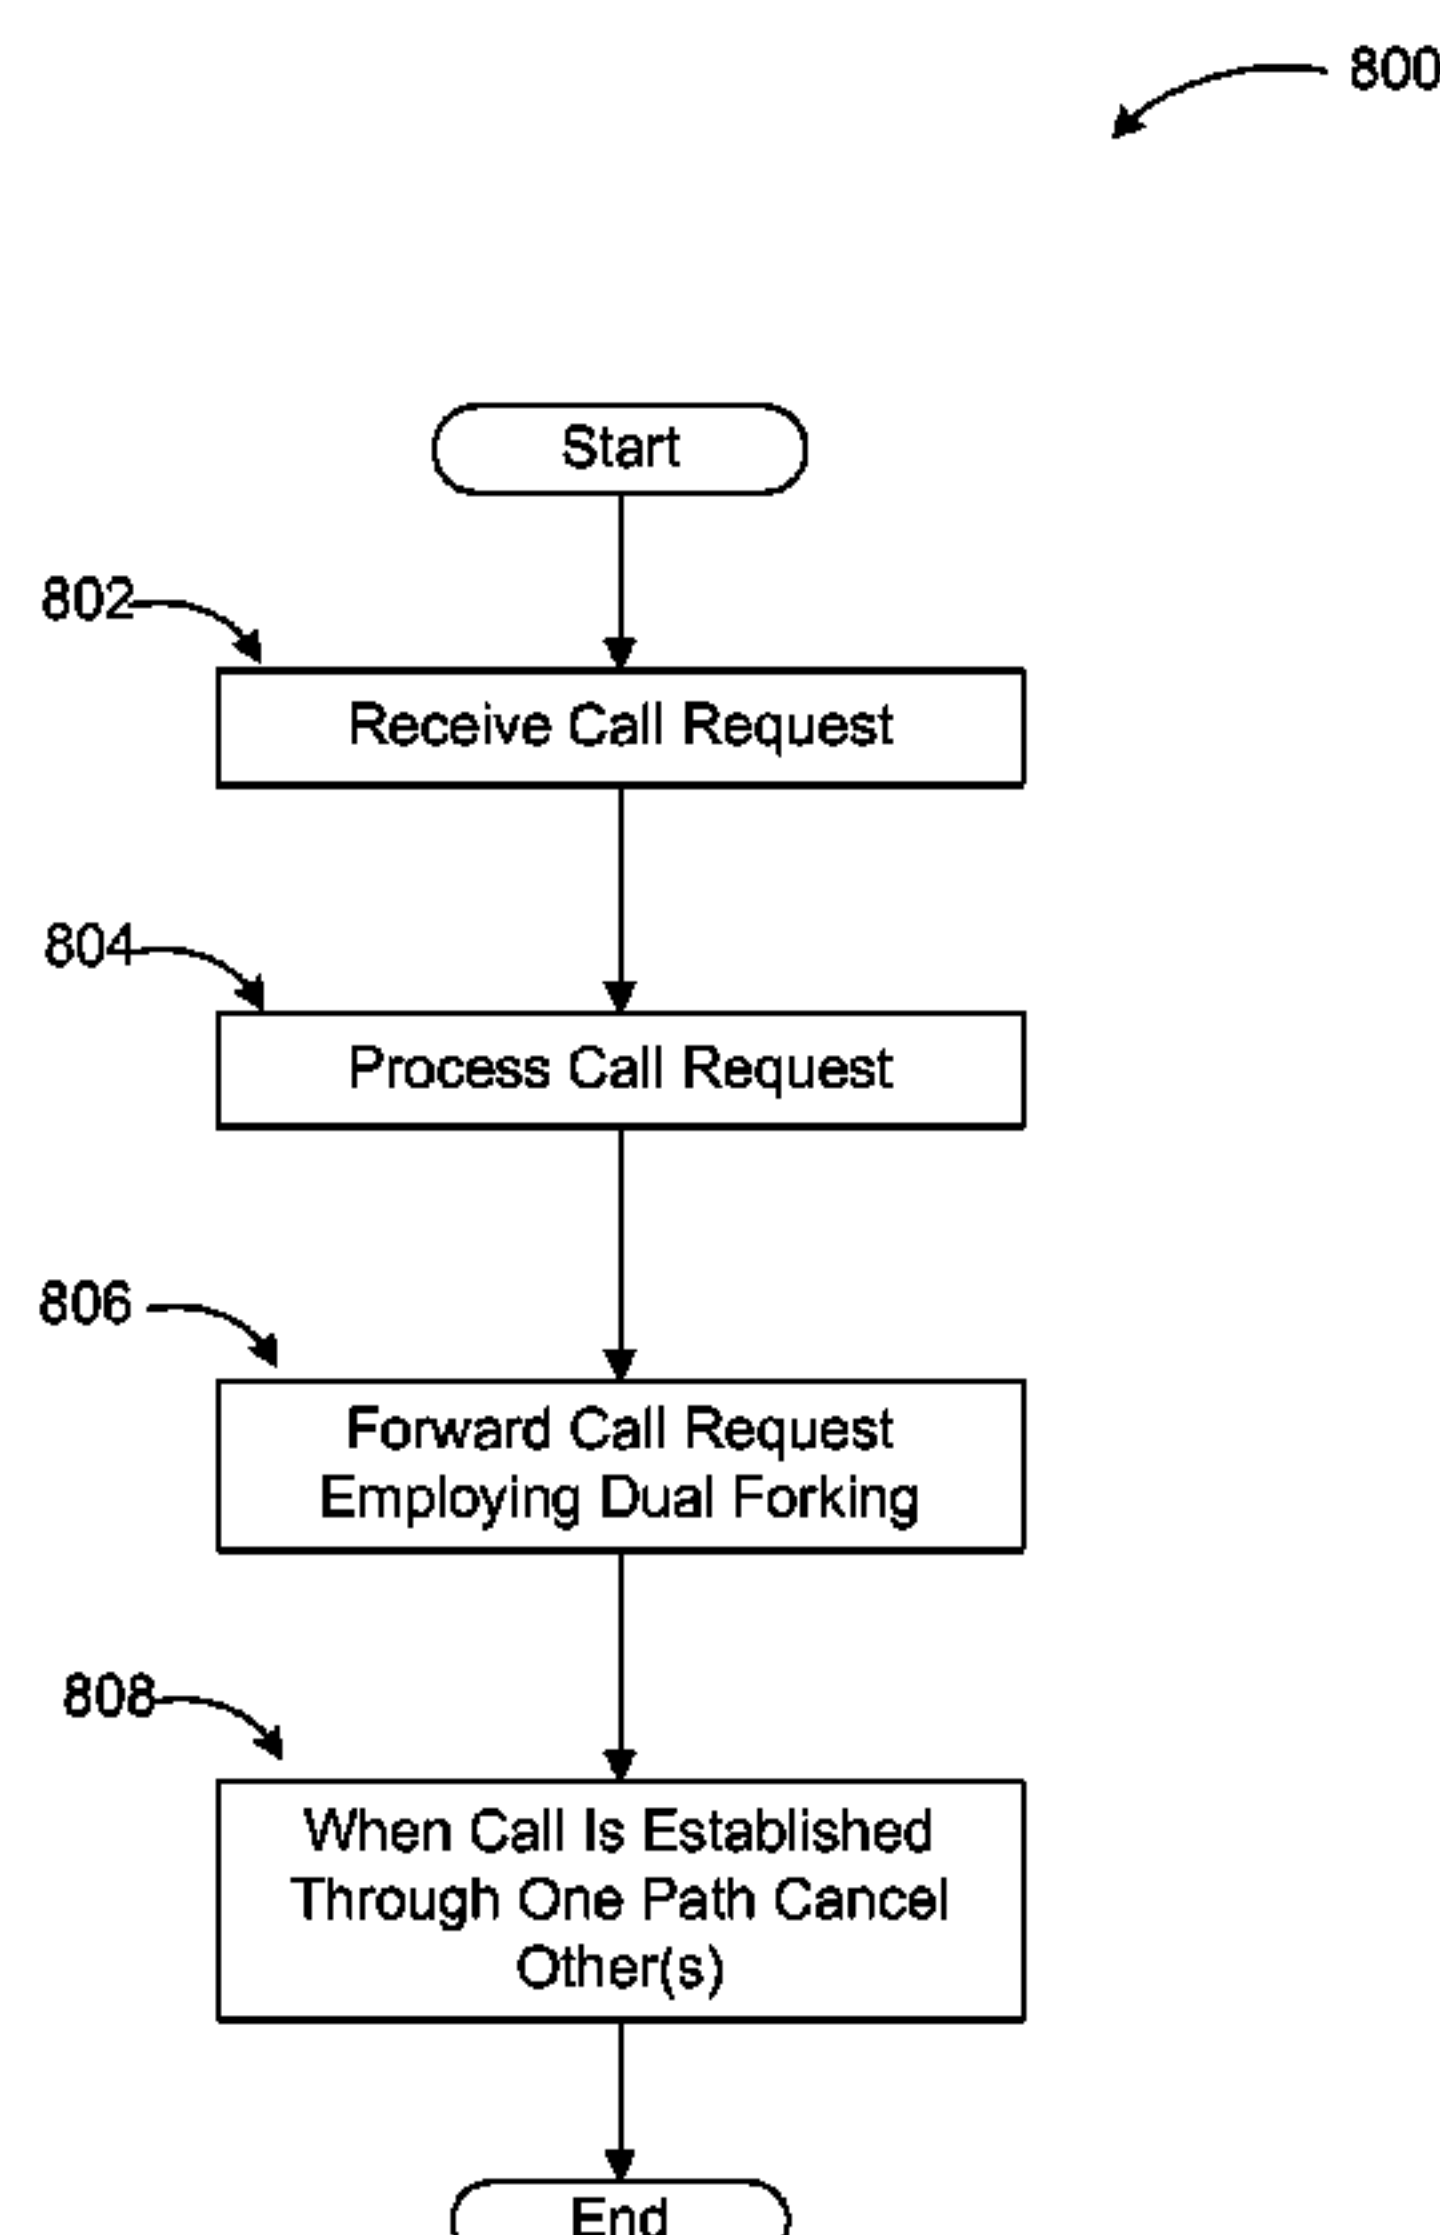 800
Start
802
Receive Call Request
804
Process Call Request
806
Forward Call Request
Employing Dual Forking
808
When Call Is Established
Through One Path Cancel
Other(s)
End